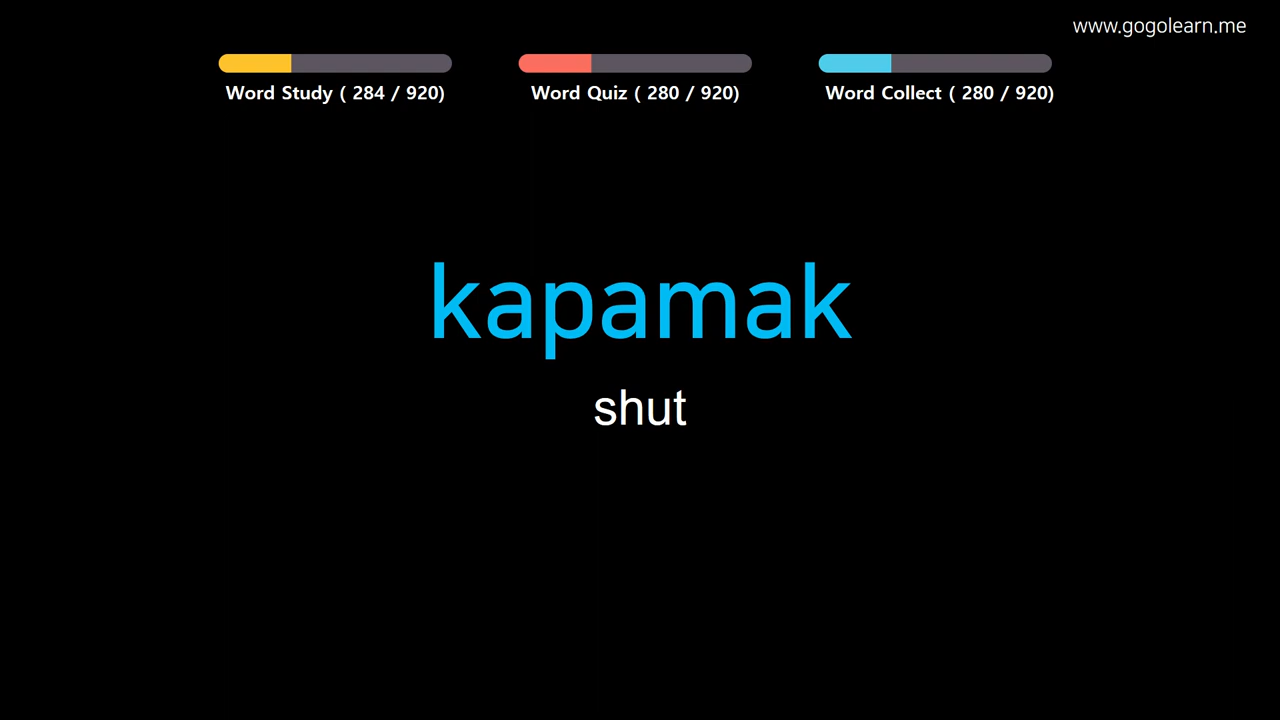 www.gogolearn.me
Word Study ( 284 / 920)
Word Quiz ( 280 / 920)
Word Collect ( 280 / 920)
kapamak
shut